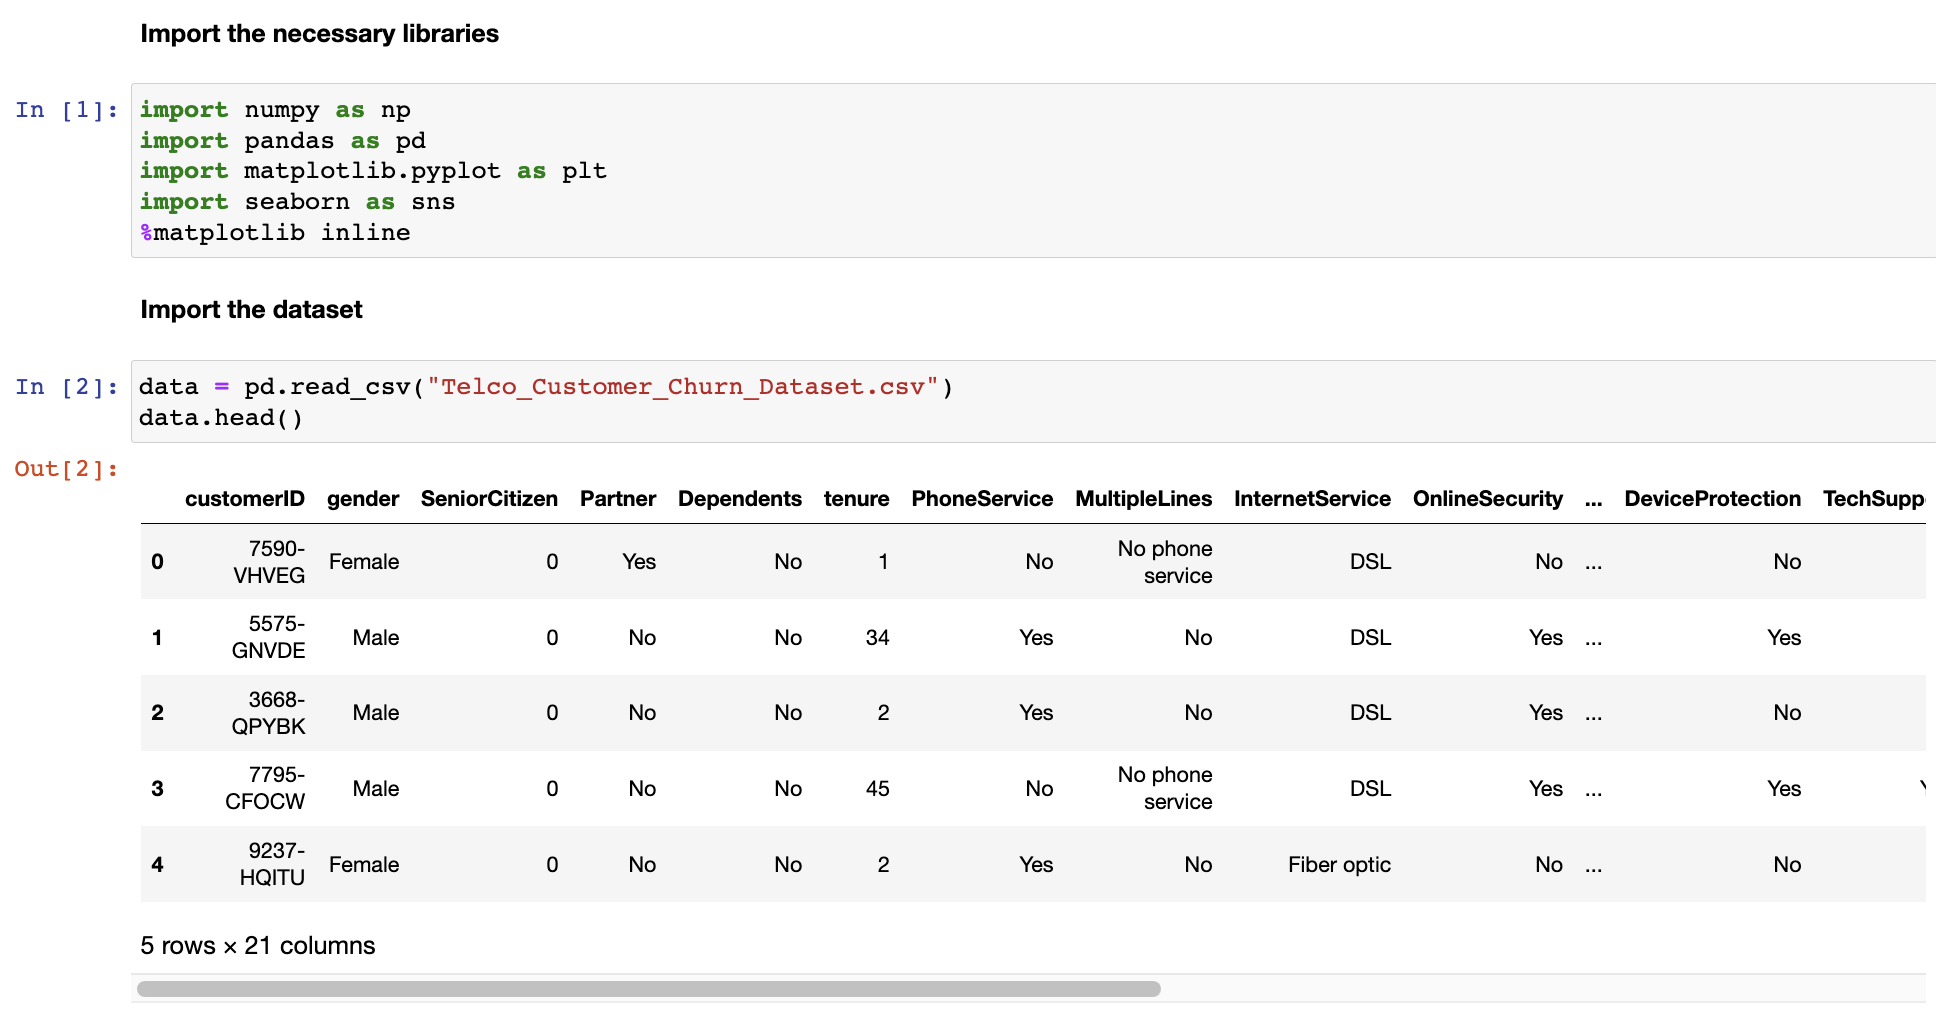 Import the necessary libraries
In [1]:
import numpy as np
import pandas as pd
import matplotlib.pyplot as plt
import seaborn as sns
%matplotlib inline
Import the dataset
In [2]:
data = pd.read_csv("Telco_Customer_Churn_Dataset.csv")
data.head()
Out[2]:
customerID gender SeniorCitizen Partner Dependents tenure PhoneService MultipleLines InternetService OnlineSecurity ... DeviceProtection
0 7590-VHVEG Female 0 Yes No 1 No No phone service DSL No ... No
1 5575-GNVDE Male 0 No No 34 Yes No DSL Yes ... Yes
2 3668-QPYBK Male 0 No No 2 Yes No DSL Yes ... No
3 7795-CFOCW Male 0 No No 45 No No phone service DSL Yes ... Yes
4 9237-HQITU Female 0 No No 2 Yes No Fiber optic No ... No
5 rows × 21 columns